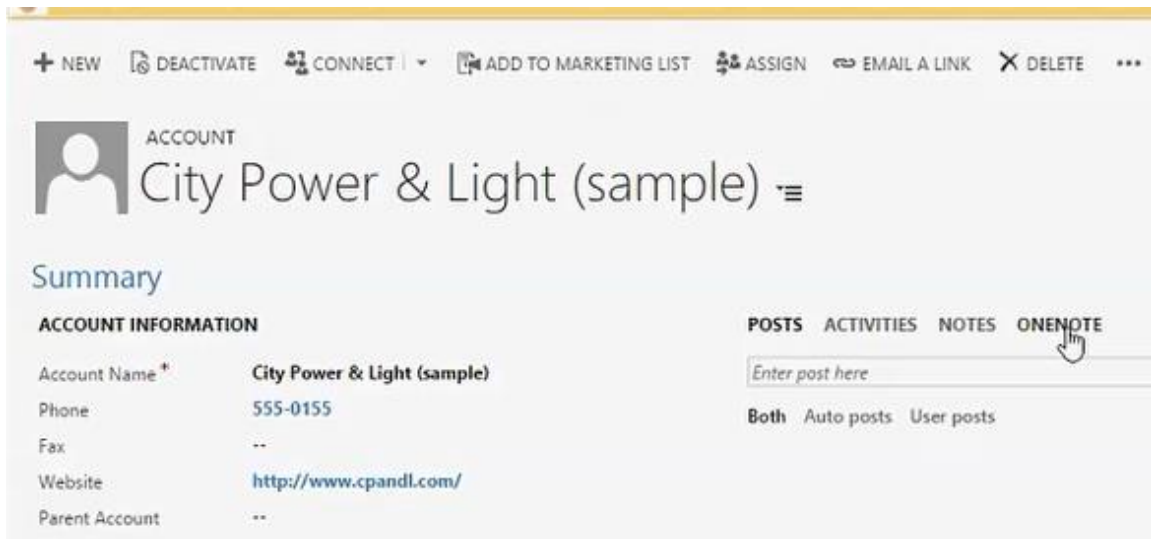 NEW DEACTIVATE CONNECT ADD TO MARKETING LIST ASSIGN EMAIL A LINK DELETE ...
ACCOUNT
City Power & Light (sample)
Summary
ACCOUNT INFORMATION
Account Name * City Power & Light (sample)
Phone 555-0155
Fax --
Website http://www.cpandl.com/
Parent Account --
POSTS ACTIVITIES NOTES ONENOTE
Enter post here
Both Auto posts User posts